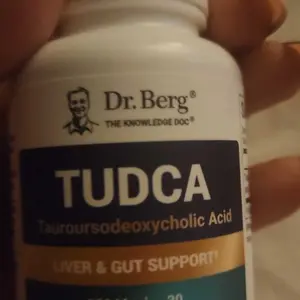 Dr. Berg®
THE KNOWLEDGE DOC®
TUDCA
Tauroursodeoxycholic Acid
LIVER & GUT SUPPORT†